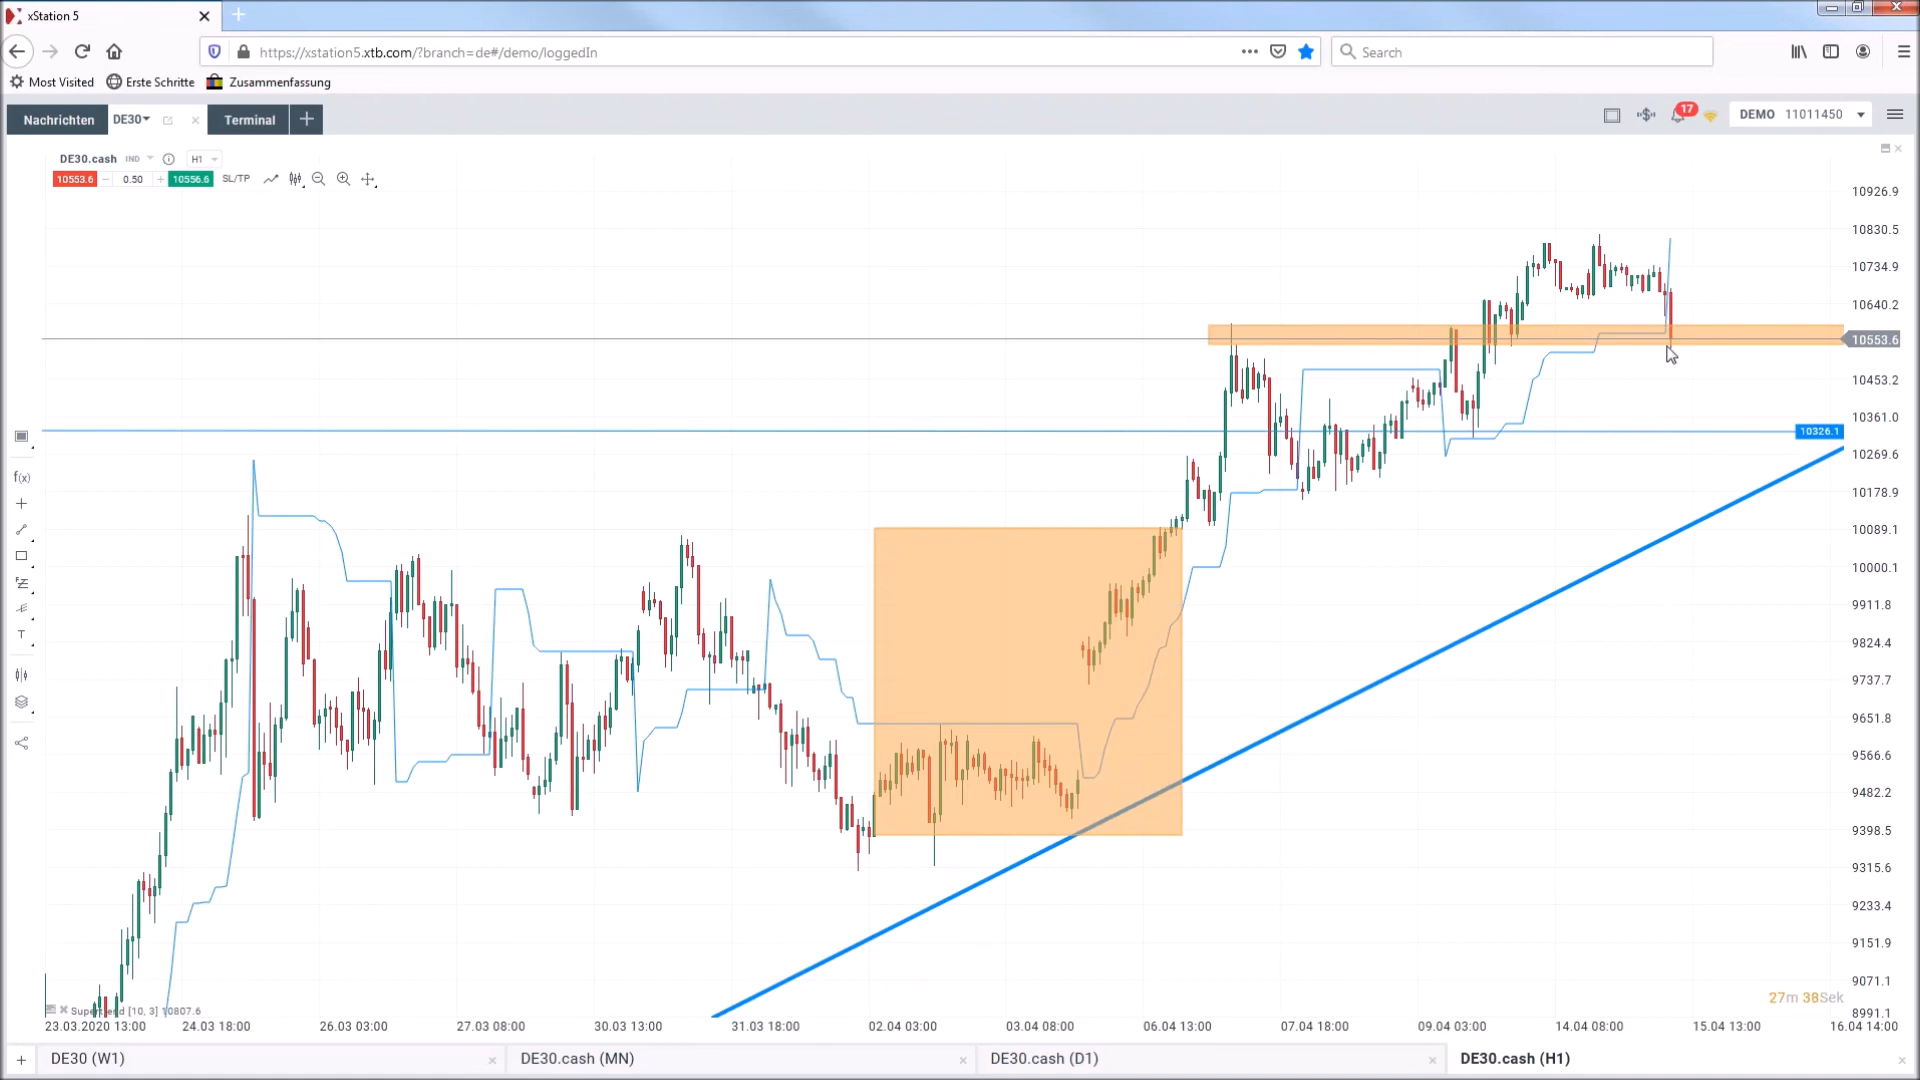 xStation 5
https://xstation5.xtb.com/?branch=de#/demo/loggedIn
Search
Most Visited Erste Schritte Zusammenfassung
Nachrichten DE30 Terminal
17 DEMO 11011450
DE30.cash IND H1
10553.6 0.50 10556.6 SL/TP
10926.9
10830.5
10734.9
10640.2
10553.6
10453.2
10361.0
10326.1
10269.6
10178.9
10089.1
10000.1
9911.8
9824.4
9737.7
9651.8
9566.6
9482.2
9398.5
9315.6
9233.4
9151.9
9071.1
8991.1
f(x)
T
27m 38Sek
Supertrend [10, 3] 10807.6
23.03.2020 13:00 24.03 18:00 26.03 03:00 27.03 08:00 30.03 13:00 31.03 18:00 02.04 03:00 03.04 08:00 06.04 13:00 07.04 18:00 09.04 03:00 14.04 08:00 15.04 13:00 16.04 14:00
DE30 (W1) DE30.cash (MN) DE30.cash (D1) DE30.cash (H1)